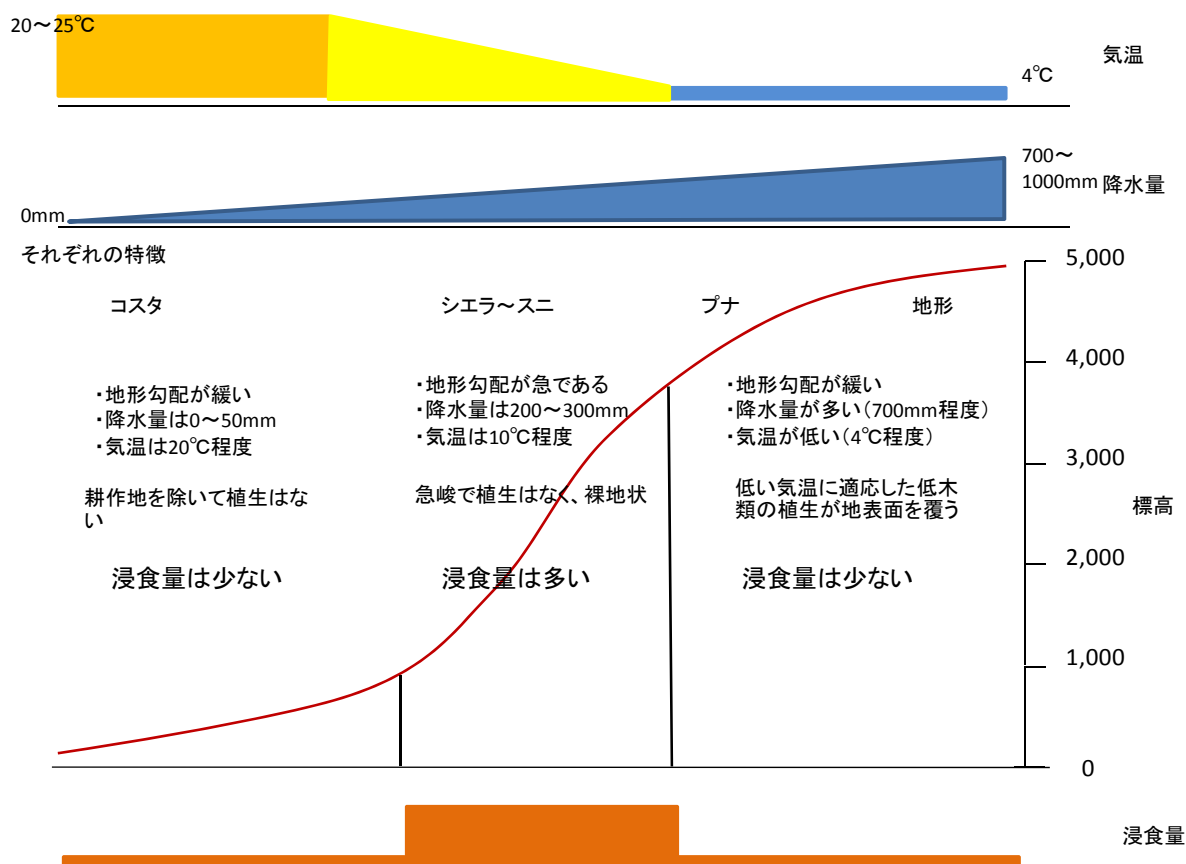 20～25℃
気温
4℃
700～
1000mm
降水量
0mm
それぞれの特徴
5,000
コスタ
シエラ～スニ
プナ
地形
4,000
・地形勾配が緩い
・降水量は0～50mm
・気温は20℃程度
・地形勾配が急である
・降水量は200～300mm
・気温は10℃程度
・地形勾配が緩い
・降水量が多い（700mm程度）
・気温が低い（4℃程度）
3,000
耕作地を除いて植生はな
い
急峻で植生はなく、裸地状
低い気温に適応した低木
類の植生が地表面を覆う
標高
2,000
浸食量は少ない
浸食量は多い
浸食量は少ない
1,000
0
浸食量